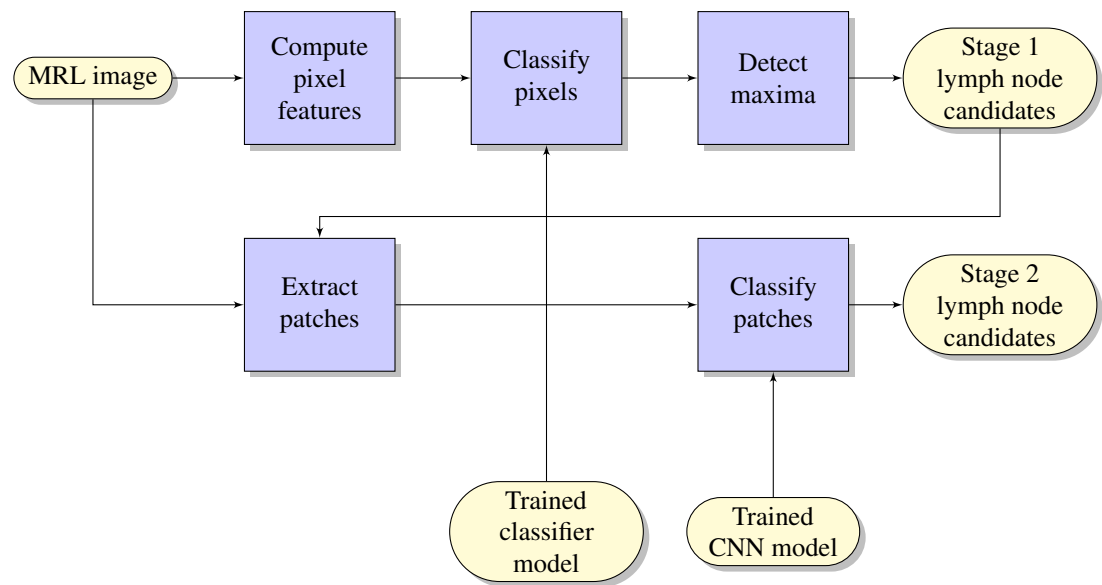 MRL image
Compute
pixel
features
Classify
pixels
Detect
maxima
Stage 1
lymph node
candidates
Extract
patches
Classify
patches
Stage 2
lymph node
candidates
Trained
classifier
model
Trained
CNN model